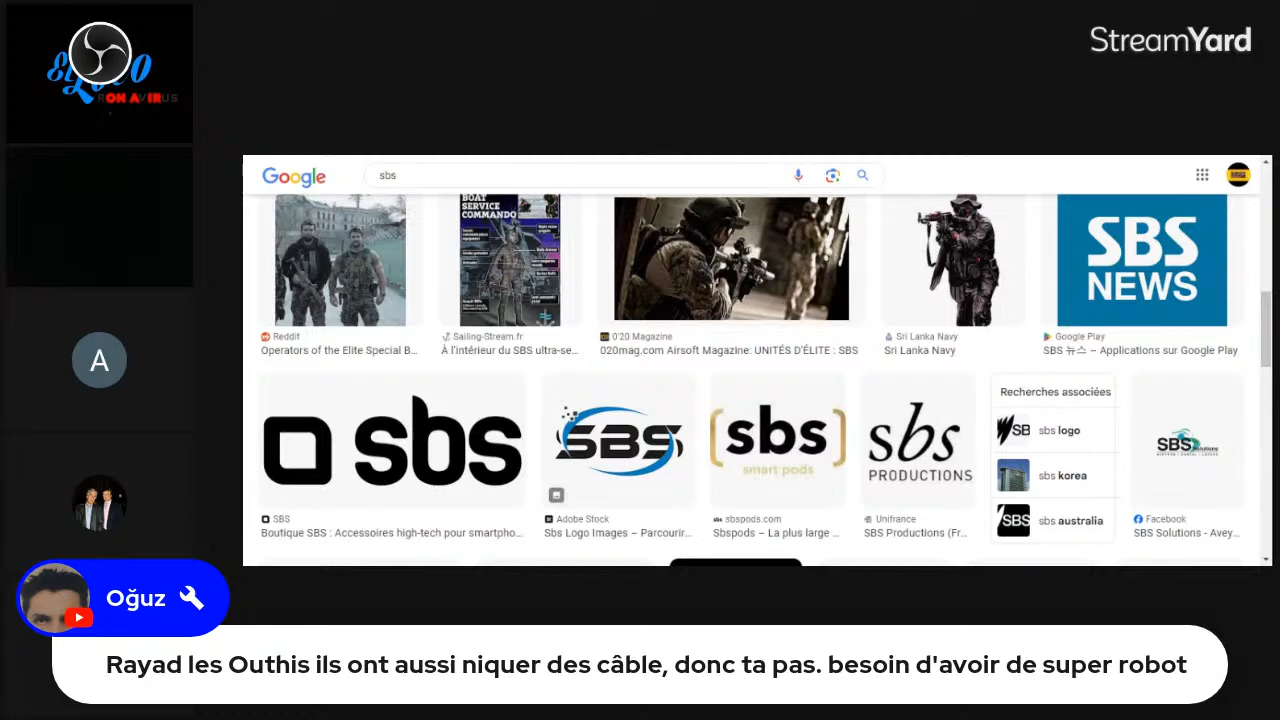 StreamYard
Google
sbs
BOAT
SERVICE
COMMANDO
SBS
NEWS
Reddit
Operators of the Elite Special B...
Sailing-Stream.fr
À l'intérieur du SBS ultra-se...
0'20 Magazine
020mag.com Airsoft Magazine: UNITÉS D'ÉLITE : SBS
Sri Lanka Navy
Sri Lanka Navy
Google Play
SBS 뉴스 – Applications sur Google Play
sbs
SBS
sbs
smart pods
sbs
PRODUCTIONS
Recherches associées
sbs logo
sbs korea
SBS
sbs australia
SBS
SBS
Boutique SBS : Accessoires high-tech pour smartpho...
Adobe Stock
Sbs Logo Images – Parcourir...
sbspods.com
Sbspods – La plus large ...
Unifrance
SBS Productions (Fr...
Facebook
SBS Solutions - Avey...
A
Oğuz
Rayad les Outhis ils ont aussi niquer des câble, donc ta pas. besoin d'avoir de super robot